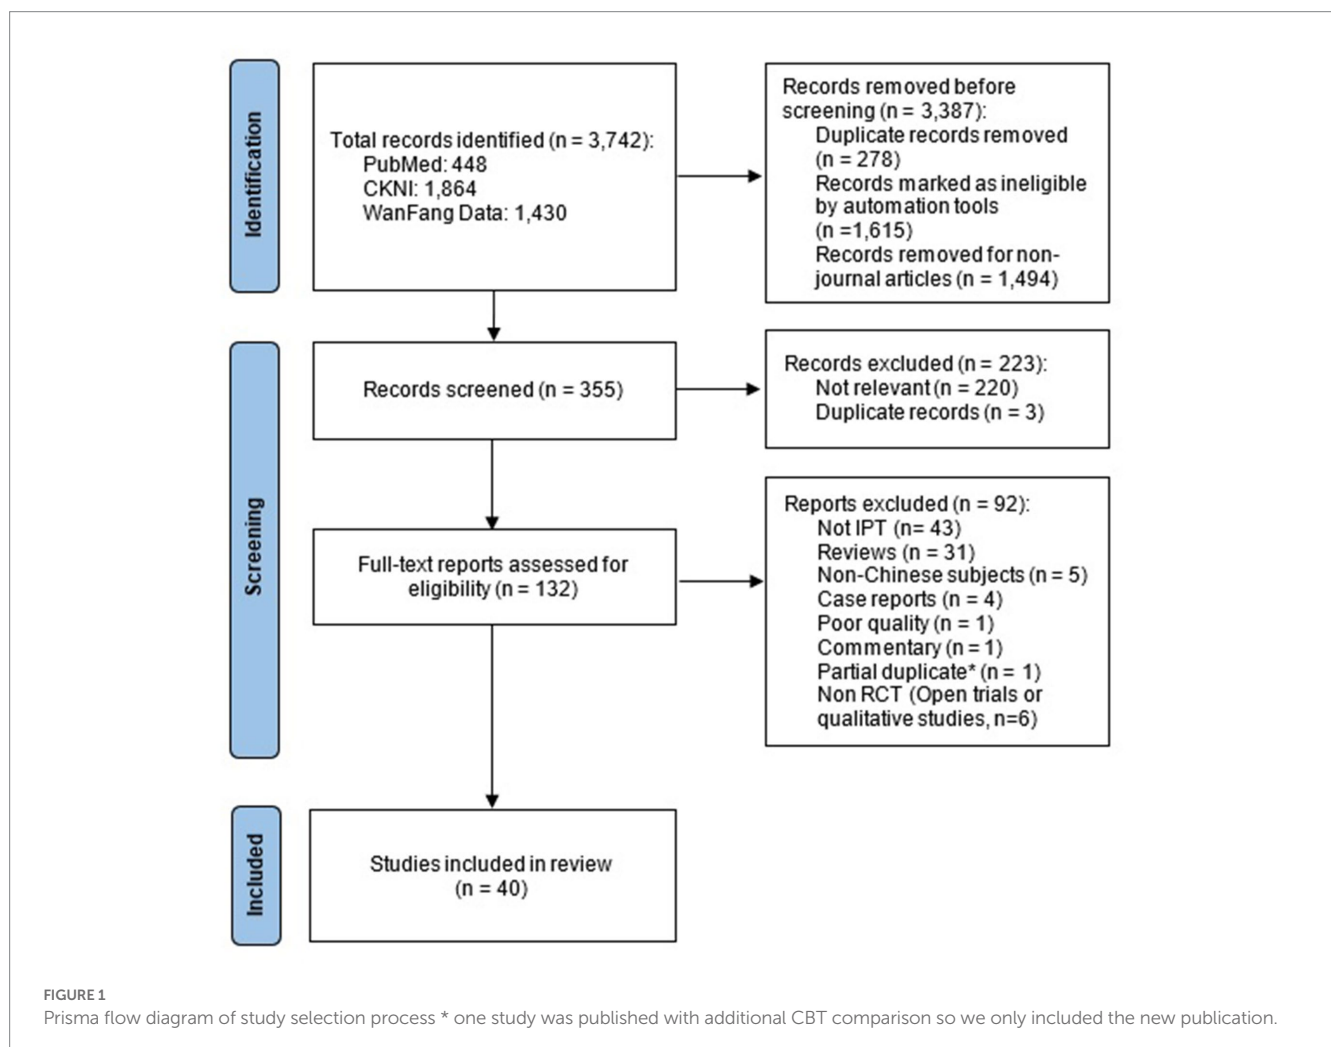 Identification
Total records identified (n = 3,742):
PubMed: 448
CKNI: 1,864
WanFang Data: 1,430
Records removed before
screening (n = 3,387):
Duplicate records removed
(n = 278)
Records marked as ineligible
by automation tools
(n =1,615)
Records removed for non-
journal articles (n = 1,494)
Screening
Records screened (n = 355)
Records excluded (n = 223):
Not relevant (n = 220)
Duplicate records (n = 3)
Full-text reports assessed for
eligibility (n = 132)
Reports excluded (n = 92):
Not IPT (n= 43)
Reviews (n = 31)
Non-Chinese subjects (n = 5)
Case reports (n = 4)
Poor quality (n = 1)
Commentary (n = 1)
Partial duplicate* (n = 1)
Non RCT (Open trials or
qualitative studies, n=6)
Included
Studies included in review
(n = 40)
FIGURE 1
Prisma flow diagram of study selection process * one study was published with additional CBT comparison so we only included the new publication.